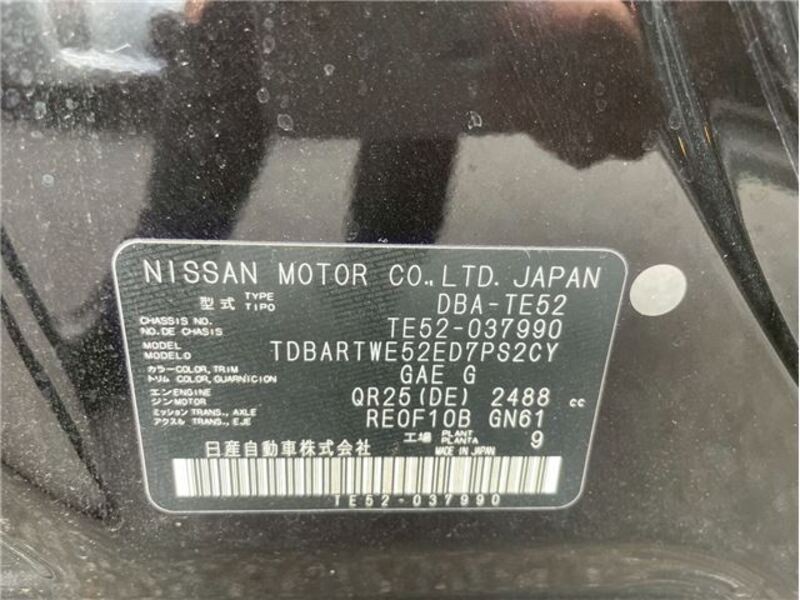 NISSAN MOTOR CO., LTD. JAPAN
型式 TYPE TIPO DBA-TE52
CHASSIS NO. NO. DE CHASIS TE52-037990
MODEL MODELO TDBARTWE52ED7PS2CY
カラー COLOR, TRIM トリム COLOR, GUARNICION GAE G
エンジン ENGINE MOTOR QR25(DE) 2488 cc
ミッション TRANS., AXLE アクスル TRANS., EJE RE0F10B GN61
工場 PLANT PLANTA 9
日産自動車株式会社 MADE IN JAPAN
TE52-037990